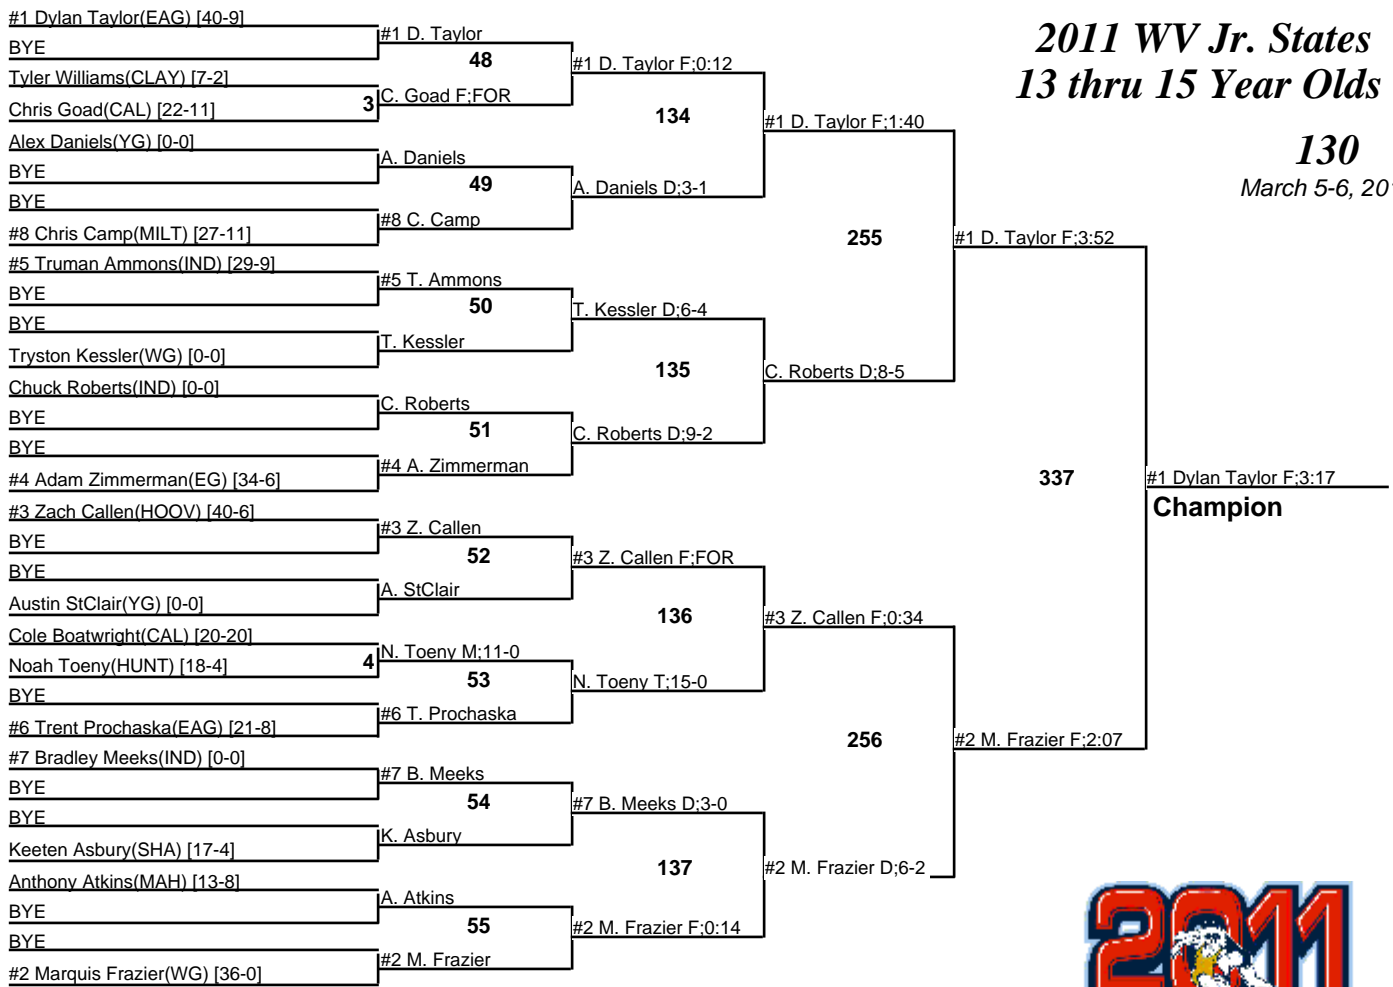 2011 WV Jr. States
13 thru 15 Year Olds
130
March 5-6, 201
#1 Dylan Taylor(EAG) [40-9]
BYE
Tyler Williams(CLAY) [7-2]
Chris Goad(CAL) [22-11]
Alex Daniels(YG) [0-0]
BYE
BYE
#8 Chris Camp(MILT) [27-11]
#5 Truman Ammons(IND) [29-9]
BYE
BYE
Tryston Kessler(WG) [0-0]
Chuck Roberts(IND) [0-0]
BYE
BYE
#4 Adam Zimmerman(EG) [34-6]
#3 Zach Callen(HOOV) [40-6]
BYE
BYE
Austin StClair(YG) [0-0]
Cole Boatwright(CAL) [20-20]
Noah Toeny(HUNT) [18-4]
BYE
#6 Trent Prochaska(EAG) [21-8]
#7 Bradley Meeks(IND) [0-0]
BYE
BYE
Keeten Asbury(SHA) [17-4]
Anthony Atkins(MAH) [13-8]
BYE
BYE
#2 Marquis Frazier(WG) [36-0]
3
4
#1 D. Taylor
48
C. Goad F;FOR
A. Daniels
49
#8 C. Camp
#5 T. Ammons
50
T. Kessler
C. Roberts
51
#4 A. Zimmerman
#3 Z. Callen
52
A. StClair
N. Toeny M;11-0
53
#6 T. Prochaska
#7 B. Meeks
54
K. Asbury
A. Atkins
55
#2 M. Frazier
#1 D. Taylor F;0:12
134
A. Daniels D;3-1
T. Kessler D;6-4
135
C. Roberts D;9-2
#3 Z. Callen F;FOR
136
N. Toeny T;15-0
#7 B. Meeks D;3-0
137
#2 M. Frazier F;0:14
#1 D. Taylor F;1:40
255
C. Roberts D;8-5
#3 Z. Callen F;0:34
256
#2 M. Frazier D;6-2
#1 D. Taylor F;3:52
337
#2 M. Frazier F;2:07
#1 Dylan Taylor F;3:17
Champion
2011